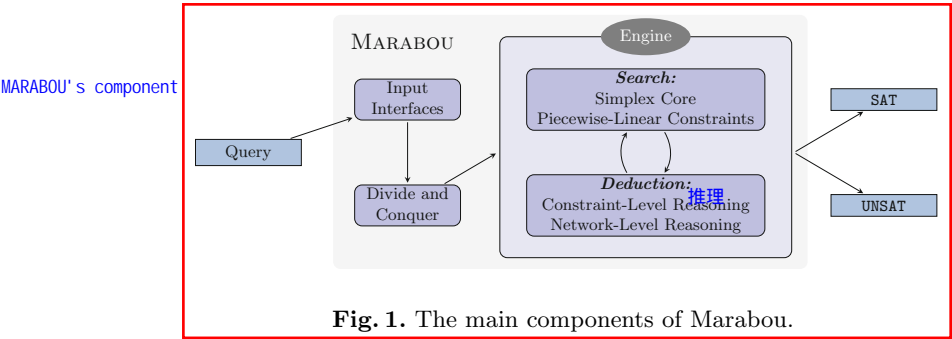 MARABOU's component
MARABOU
Engine
Input
Interfaces
Search:
Simplex Core
Piecewise-Linear Constraints
Query
Divide and
Conquer
Deduction:
推理
Constraint-Level Reasoning
Network-Level Reasoning
SAT
UNSAT
Fig. 1. The main components of Marabou.